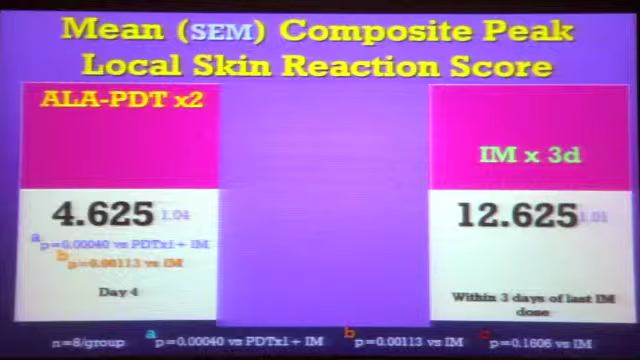 Mean (SEM) Composite Peak
Local Skin Reaction Score
ALA-PDT x2
IM x 3d
4.625 1.04
12.625 1.01
a p=0.00040 vs PDTx1+ IM
b p=0.00113 vs IM
Day 4
Within 3 days of last IM
dose
n=8/group a p=0.00040 vs PDTx1+ IM b p=0.00113 vs IM c p=0.1606 vs IM